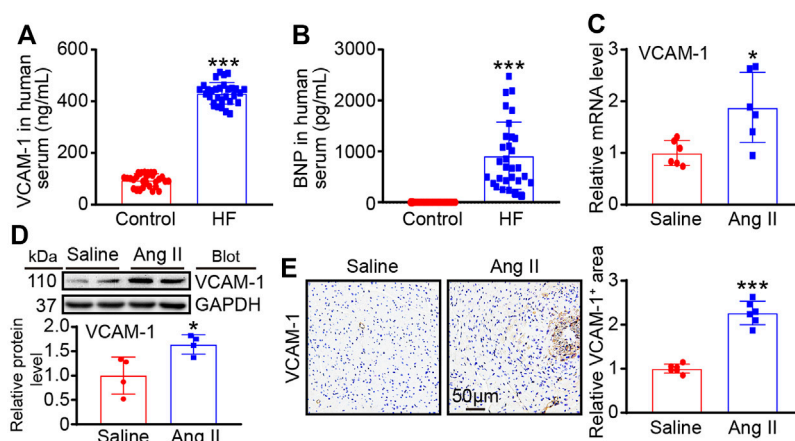 A
VCAM-1 in human
serum (ng/mL)
600
400
200
0
***
Control
HF
B
BNP in human
serum (pg/mL)
3000
2000
1000
0
***
Control
HF
C
Relative mRNA level
3
2
1
0
VCAM-1
*
Saline
Ang II
D
kDa Saline Ang II Blot
110 VCAM-1
37 GAPDH
Relative protein
level
2.0
1.5
1.0
0.5
0.0
VCAM-1
*
Saline
Ang II
E
Saline
Ang II
VCAM-1
50μm
Relative VCAM-1⁺ area
3
2
1
0
***
Saline
Ang II